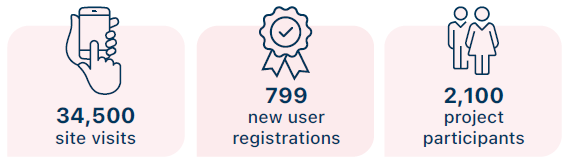 34,500
site visits
799
new user
registrations
2,100
project
participants